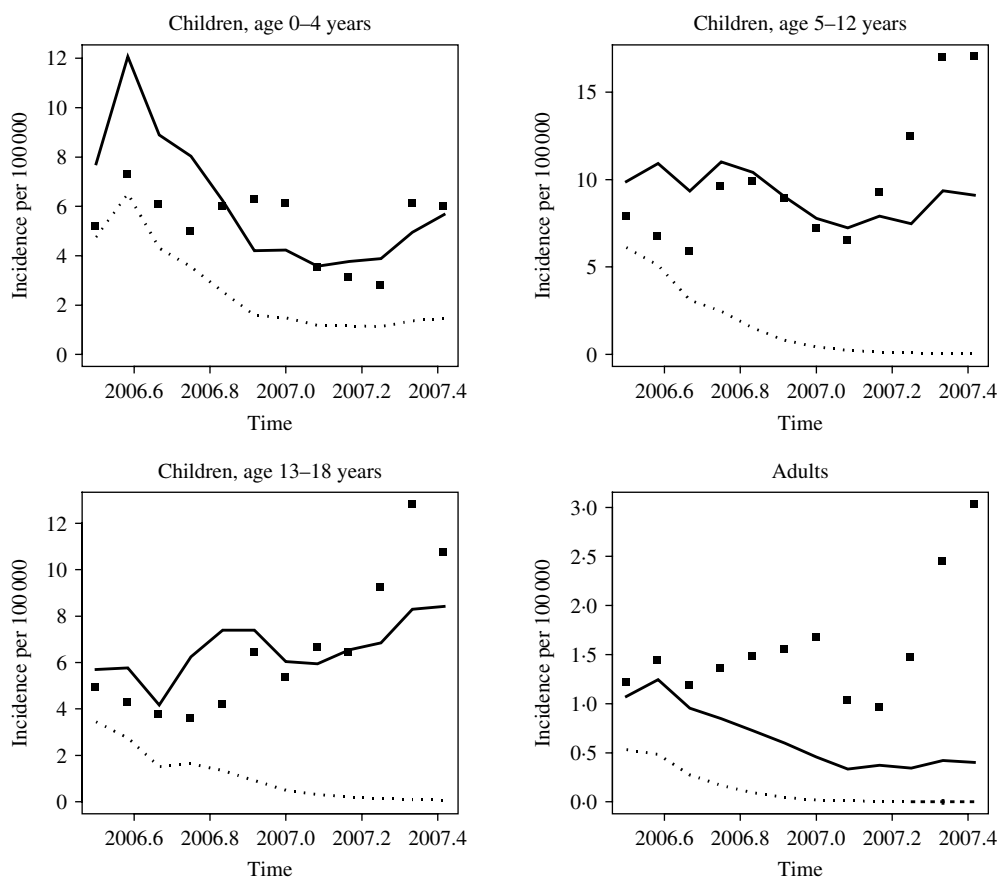 Children, age 0–4 years
Incidence per 100 000
12
10
8
6
4
2
0
2006.6 2006.8 2007.0 2007.2 2007.4
Time
Children, age 5–12 years
Incidence per 100 000
15
10
5
0
2006.6 2006.8 2007.0 2007.2 2007.4
Time
Children, age 13–18 years
Incidence per 100 000
12
10
8
6
4
2
0
2006.6 2006.8 2007.0 2007.2 2007.4
Time
Adults
Incidence per 100 000
3·0
2·5
2·0
1·5
1·0
0·5
0·0
2006.6 2006.8 2007.0 2007.2 2007.4
Time